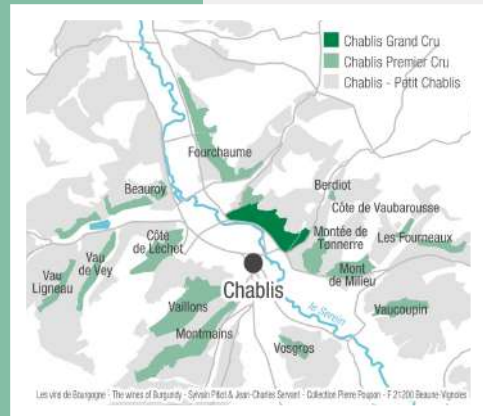 Chablis Grand Cru
Chablis Premier Cru
Chablis - Petit Chablis
Fourchaume
Beauroy
Berdiot
Côte de Vaubarousse
Côte
de Léchet
Montée de
Tonnerre
Les Fourneaux
Vau
de Vey
Vau
Ligneau
Mont
de Milieu
Chablis
Vaillons
le Serein
Vaucoupin
Montmains
Vosgros
Les vins de Bourgogne - The wines of Burgundy - Sylvain Pitiot & Jean-Charles Servant - Collection Pierre Poupon - F 21200 Beaune-Vignoles